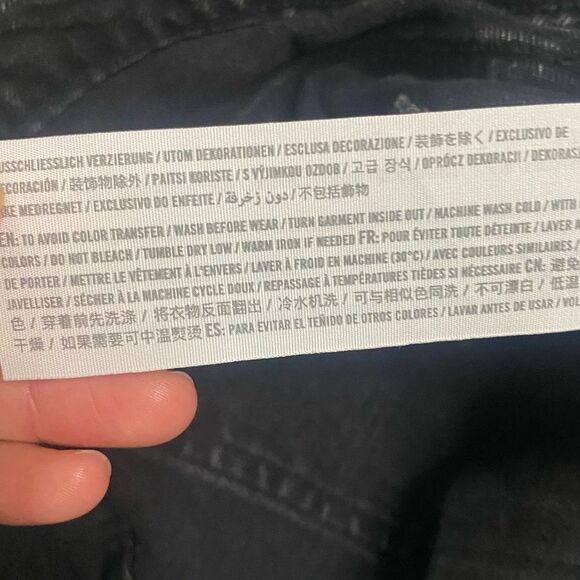 USSCHLIESSLICH VERZIERUNG / UTOM DEKORATIONEN / ESCLUSA DECORAZIONE / 装飾を除く / EXCLUSIVO DE
ECORACIÓN / 装饰物除外 / PAITSI KORISTE / S VÝJIMKOU OZDOB / 고급 장식 / OPRÓCZ DEKORACJI / DEKORAS
KE MEDREGNET / EXCLUSIVO DO ENFEITE / دون زخرفة / 不包括飾物
EN: TO AVOID COLOR TRANSFER / WASH BEFORE WEAR / TURN GARMENT INSIDE OUT / MACHINE WASH COLD / WITH
COLORS / DO NOT BLEACH / TUMBLE DRY LOW / WARM IRON IF NEEDED FR: POUR ÉVITER TOUTE DÉTEINTE / LAVER A
DE PORTER / METTRE LE VÊTEMENT À L'ENVERS / LAVER À FROID EN MACHINE (30°C) / AVEC COULEURS SIMILAIRES /
JAVELLISER / SÉCHER À LA MACHINE CYCLE DOUX / REPASSAGE À TEMPÉRATURES TIÈDES SI NÉCESSAIRE CN: 避免
色 / 穿着前先洗涤 / 将衣物反面翻出 / 冷水机洗 / 可与相似色同洗 / 不可漂白 / 低温
干燥 / 如果需要可中温熨烫 ES: PARA EVITAR EL TEÑIDO DE OTROS COLORES / LAVAR ANTES DE USAR / VO